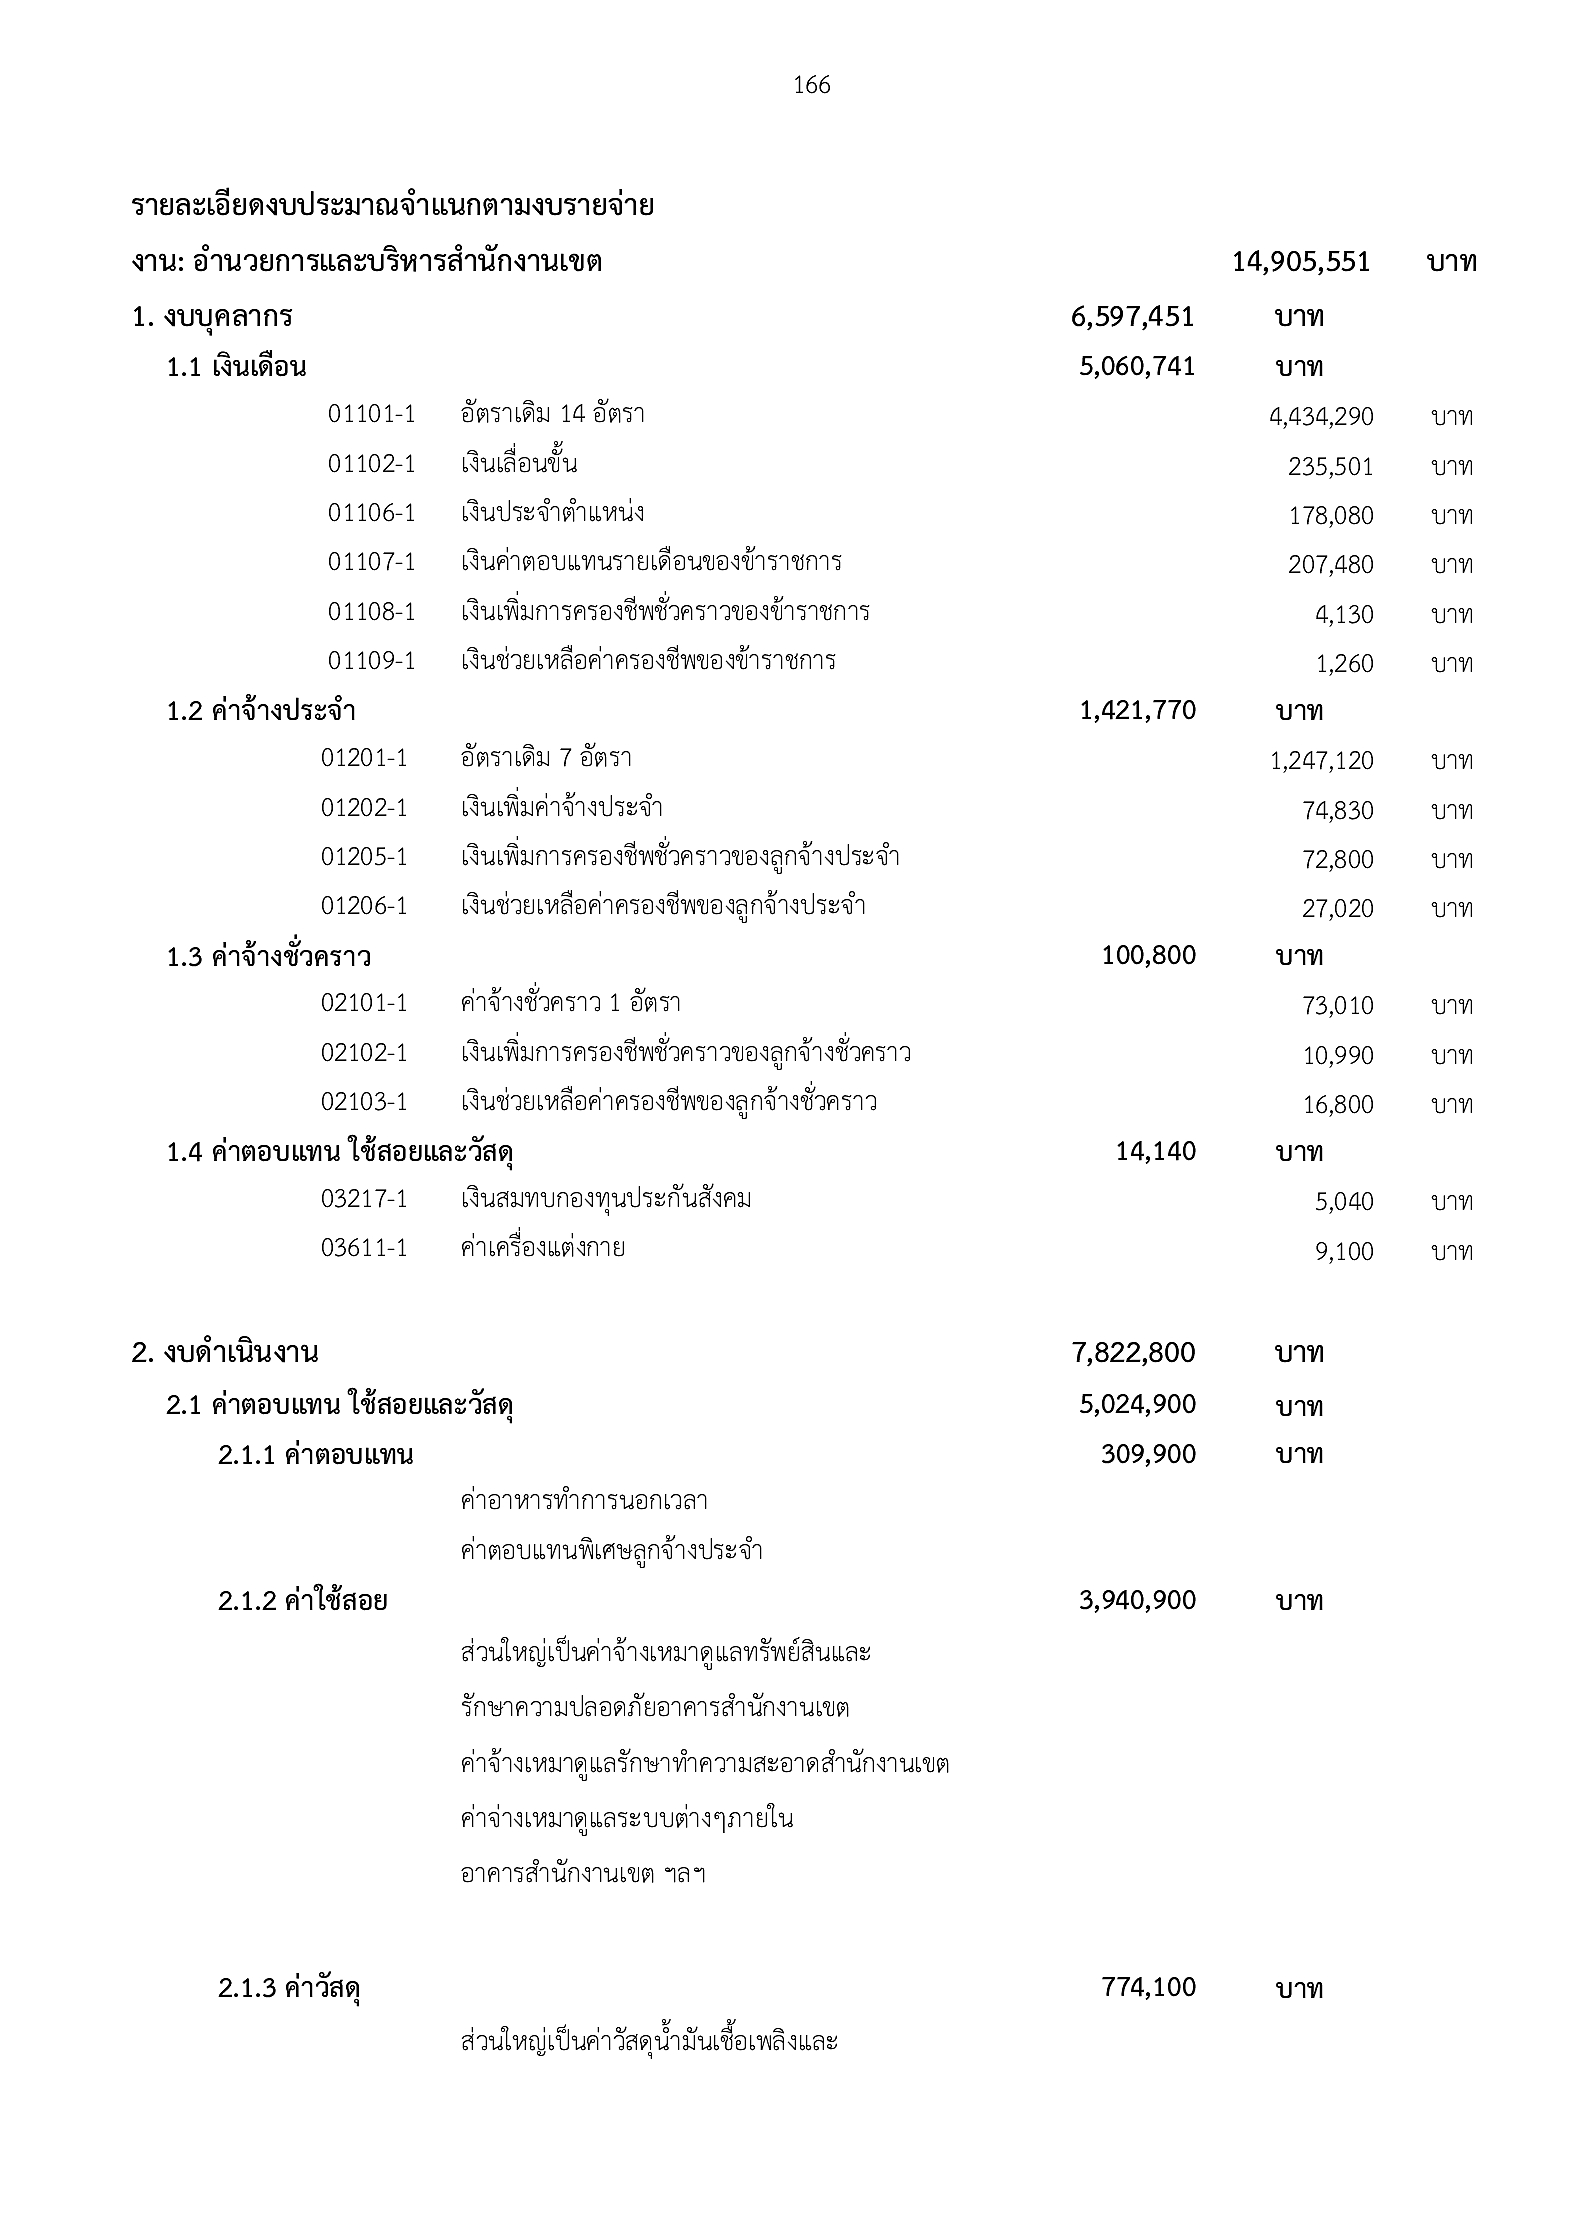 166
รายละเอียดงบประมาณจำแนกตามงบรายจ่าย
งาน: อำนวยการและบริหารสำนักงานเขต 14,905,551 บาท
1. งบบุคลากร 6,597,451 บาท
1.1 เงินเดือน 5,060,741 บาท
01101-1 อัตราเดิม 14 อัตรา 4,434,290 บาท
01102-1 เงินเลื่อนขั้น 235,501 บาท
01106-1 เงินประจำตำแหน่ง 178,080 บาท
01107-1 เงินค่าตอบแทนรายเดือนของข้าราชการ 207,480 บาท
01108-1 เงินเพิ่มการครองชีพชั่วคราวของข้าราชการ 4,130 บาท
01109-1 เงินช่วยเหลือค่าครองชีพของข้าราชการ 1,260 บาท
1.2 ค่าจ้างประจำ 1,421,770 บาท
01201-1 อัตราเดิม 7 อัตรา 1,247,120 บาท
01202-1 เงินเพิ่มค่าจ้างประจำ 74,830 บาท
01205-1 เงินเพิ่มการครองชีพชั่วคราวของลูกจ้างประจำ 72,800 บาท
01206-1 เงินช่วยเหลือค่าครองชีพของลูกจ้างประจำ 27,020 บาท
1.3 ค่าจ้างชั่วคราว 100,800 บาท
02101-1 ค่าจ้างชั่วคราว 1 อัตรา 73,010 บาท
02102-1 เงินเพิ่มการครองชีพชั่วคราวของลูกจ้างชั่วคราว 10,990 บาท
02103-1 เงินช่วยเหลือค่าครองชีพของลูกจ้างชั่วคราว 16,800 บาท
1.4 ค่าตอบแทน ใช้สอยและวัสดุ 14,140 บาท
03217-1 เงินสมทบกองทุนประกันสังคม 5,040 บาท
03611-1 ค่าเครื่องแต่งกาย 9,100 บาท
2. งบดำเนินงาน 7,822,800 บาท
2.1 ค่าตอบแทน ใช้สอยและวัสดุ 5,024,900 บาท
2.1.1 ค่าตอบแทน 309,900 บาท
ค่าอาหารทำการนอกเวลา
ค่าตอบแทนพิเศษลูกจ้างประจำ
2.1.2 ค่าใช้สอย 3,940,900 บาท
ส่วนใหญ่เป็นค่าจ้างเหมาดูแลทรัพย์สินและ
รักษาความปลอดภัยอาคารสำนักงานเขต
ค่าจ้างเหมาดูแลรักษาทำความสะอาดสำนักงานเขต
ค่าจ่างเหมาดูแลระบบต่างๆภายใน
อาคารสำนักงานเขต ฯลฯ
2.1.3 ค่าวัสดุ 774,100 บาท
ส่วนใหญ่เป็นค่าวัสดุน้ำมันเชื้อเพลิงและ